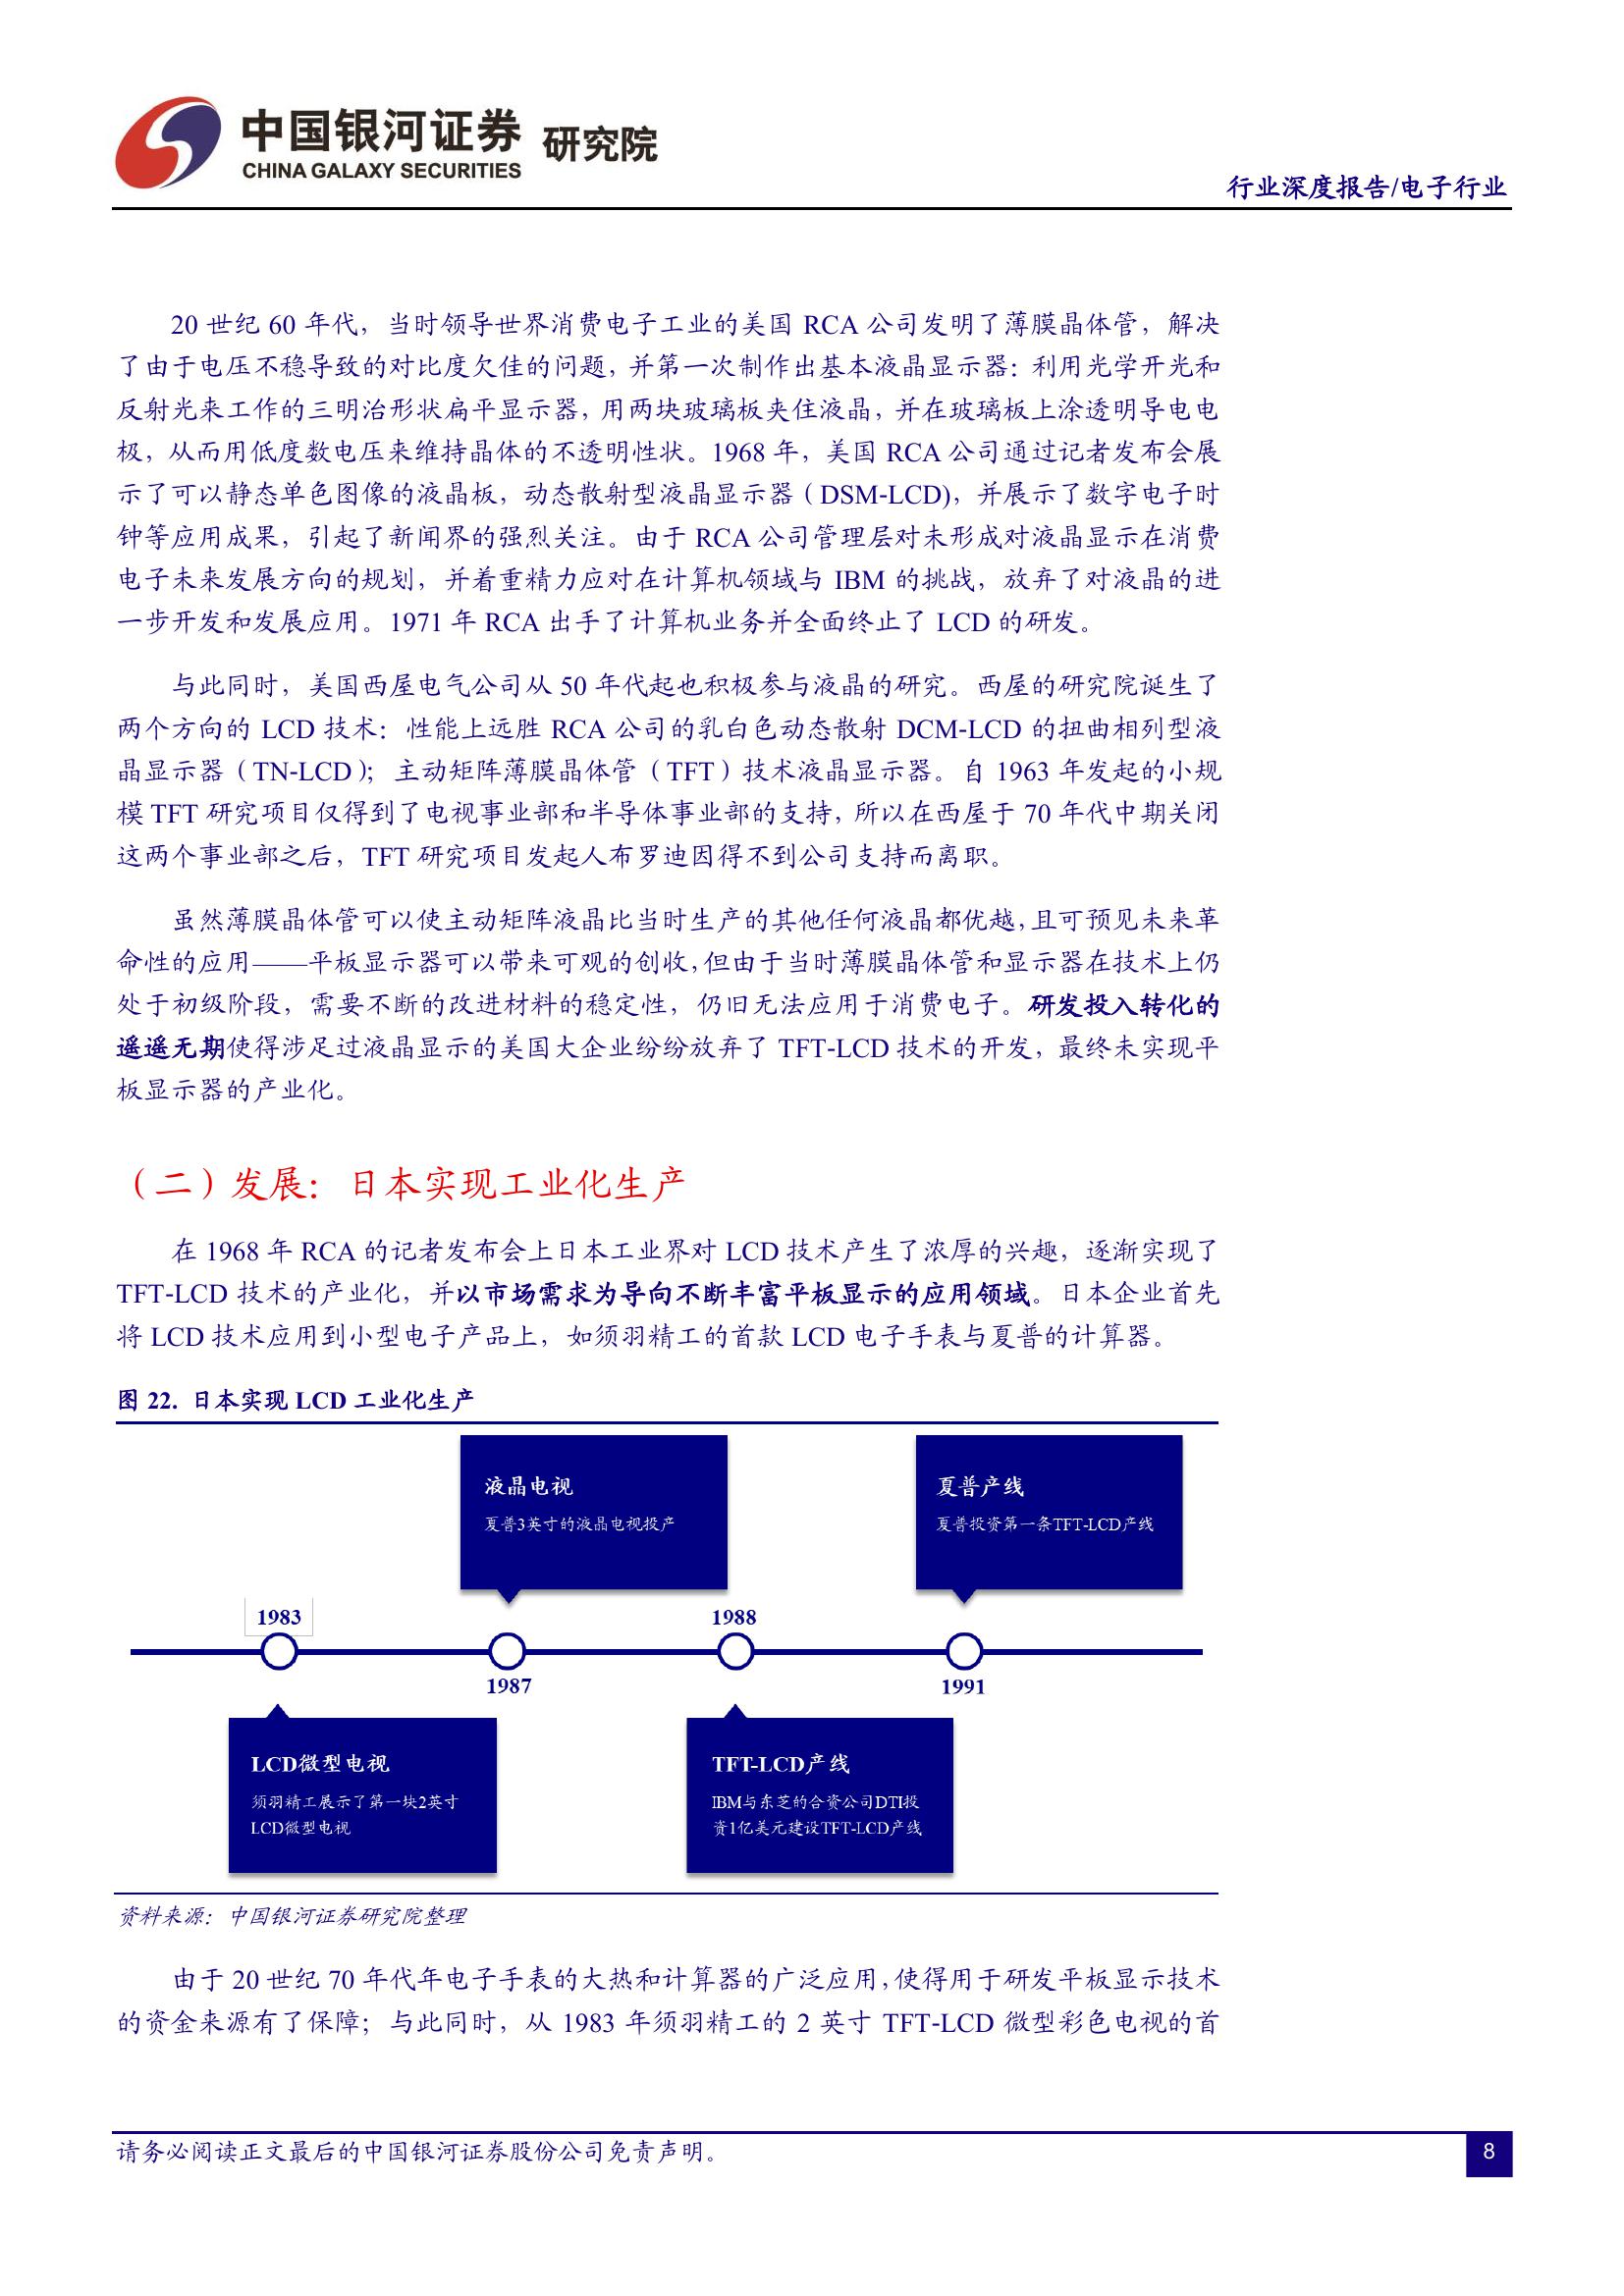 中国银河证券 研究院
CHINA GALAXY SECURITIES
行业深度报告/电子行业
20 世纪 60 年代，当时领导世界消费电子工业的美国 RCA 公司发明了薄膜晶体管，解决
了由于电压不稳导致的对比度欠佳的问题，并第一次制作出基本液晶显示器：利用光学开光和
反射光来工作的三明治形状扁平显示器，用两块玻璃板夹住液晶，并在玻璃板上涂透明导电电
极，从而用低度数电压来维持晶体的不透明性状。1968 年，美国 RCA 公司通过记者发布会展
示了可以静态单色图像的液晶板，动态散射型液晶显示器（DSM-LCD)，并展示了数字电子时
钟等应用成果，引起了新闻界的强烈关注。由于 RCA 公司管理层对未形成对液晶显示在消费
电子未来发展方向的规划，并着重精力应对在计算机领域与 IBM 的挑战，放弃了对液晶的进
一步开发和发展应用。1971 年 RCA 出手了计算机业务并全面终止了 LCD 的研发。
与此同时，美国西屋电气公司从 50 年代起也积极参与液晶的研究。西屋的研究院诞生了
两个方向的 LCD 技术：性能上远胜 RCA 公司的乳白色动态散射 DCM-LCD 的扭曲相列型液
晶显示器（TN-LCD）；主动矩阵薄膜晶体管（TFT）技术液晶显示器。自 1963 年发起的小规
模 TFT 研究项目仅得到了电视事业部和半导体事业部的支持，所以在西屋于 70 年代中期关闭
这两个事业部之后，TFT 研究项目发起人布罗迪因得不到公司支持而离职。
虽然薄膜晶体管可以使主动矩阵液晶比当时生产的其他任何液晶都优越，且可预见未来革
命性的应用——平板显示器可以带来可观的创收，但由于当时薄膜晶体管和显示器在技术上仍
处于初级阶段，需要不断的改进材料的稳定性，仍旧无法应用于消费电子。研发投入转化的
遥遥无期使得涉足过液晶显示的美国大企业纷纷放弃了 TFT-LCD 技术的开发，最终未实现平
板显示器的产业化。
（二）发展：日本实现工业化生产
在 1968 年 RCA 的记者发布会上日本工业界对 LCD 技术产生了浓厚的兴趣，逐渐实现了
TFT-LCD 技术的产业化，并以市场需求为导向不断丰富平板显示的应用领域。日本企业首先
将 LCD 技术应用到小型电子产品上，如须羽精工的首款 LCD 电子手表与夏普的计算器。
图 22. 日本实现 LCD 工业化生产
液晶电视
夏普3英寸的液晶电视投产
夏普产线
夏普投资第一条TFT-LCD产线
1983
1988
1987
1991
LCD微型电视
须羽精工展示了第一块2英寸
LCD微型电视
TFT-LCD产线
IBM与东芝的合资公司DTI投
资1亿美元建设TFT-LCD产线
资料来源：中国银河证券研究院整理
由于 20 世纪 70 年代年电子手表的大热和计算器的广泛应用，使得用于研发平板显示技术
的资金来源有了保障；与此同时，从 1983 年须羽精工的 2 英寸 TFT-LCD 微型彩色电视的首
请务必阅读正文最后的中国银河证券股份公司免责声明。
8